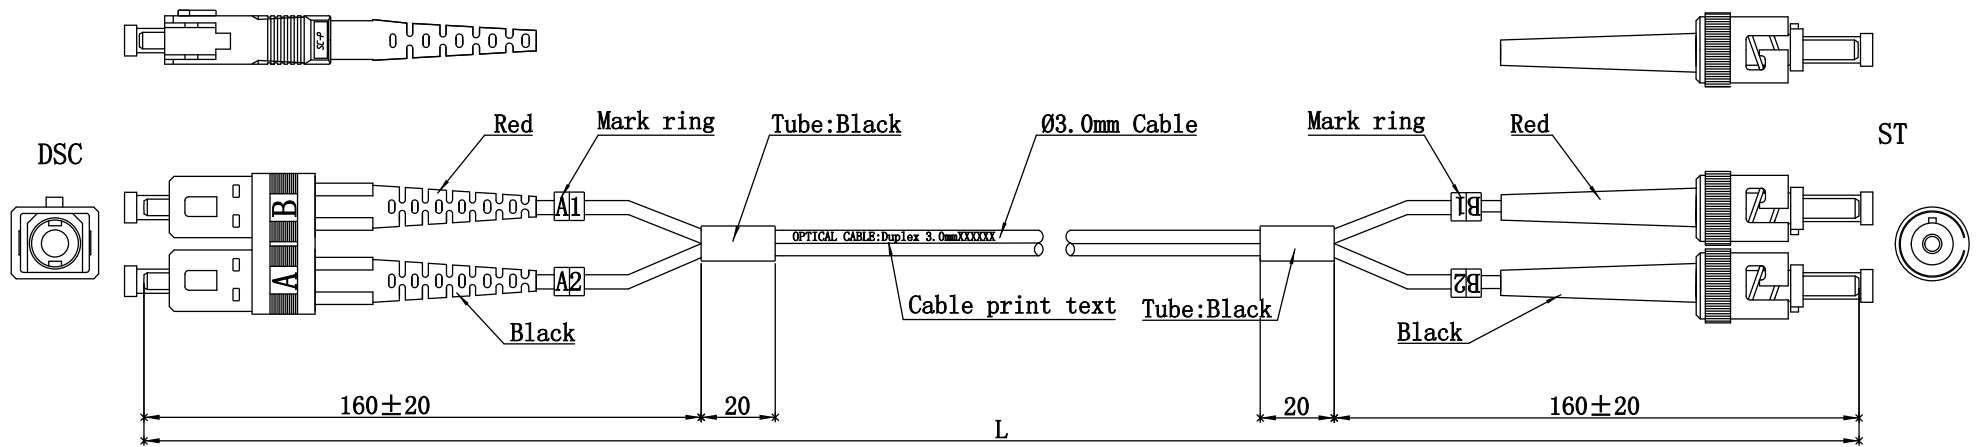 SC-P
Red
Mark ring
Tube:Black
Ø3.0mm Cable
Mark ring
Red
ST
DSC
B
A1
B1
OPTICAL CABLE:Duplex 3.0mmXXXXXX
A
A2
B2
Cable print text
Tube:Black
Black
Black
160±20
20
20
160±20
L